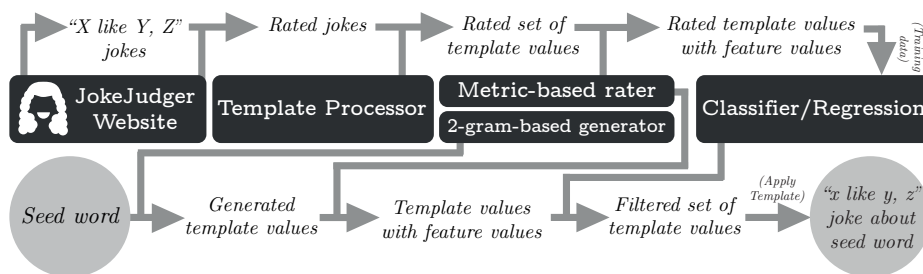 “X like Y, Z”
jokes
Rated jokes
Rated set of
template values
Rated template values
with feature values
(Training
data)
JokeJudger
Website
Template Processor
Metric-based rater
2-gram-based generator
Classifier/Regression
Seed word
Generated
template values
Template values
with feature values
Filtered set of
template values
(Apply
Template)
“x like y, z”
joke about
seed word